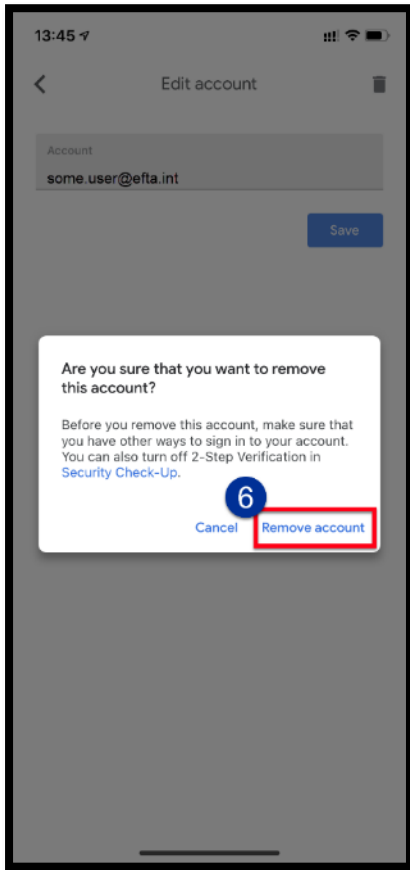 13:45
Edit account
Account
some.user@efta.int
Save
Are you sure that you want to remove
this account?
Before you remove this account, make sure that
you have other ways to sign in to your account.
You can also turn off 2-Step Verification in
Security Check-Up.
6
Cancel Remove account